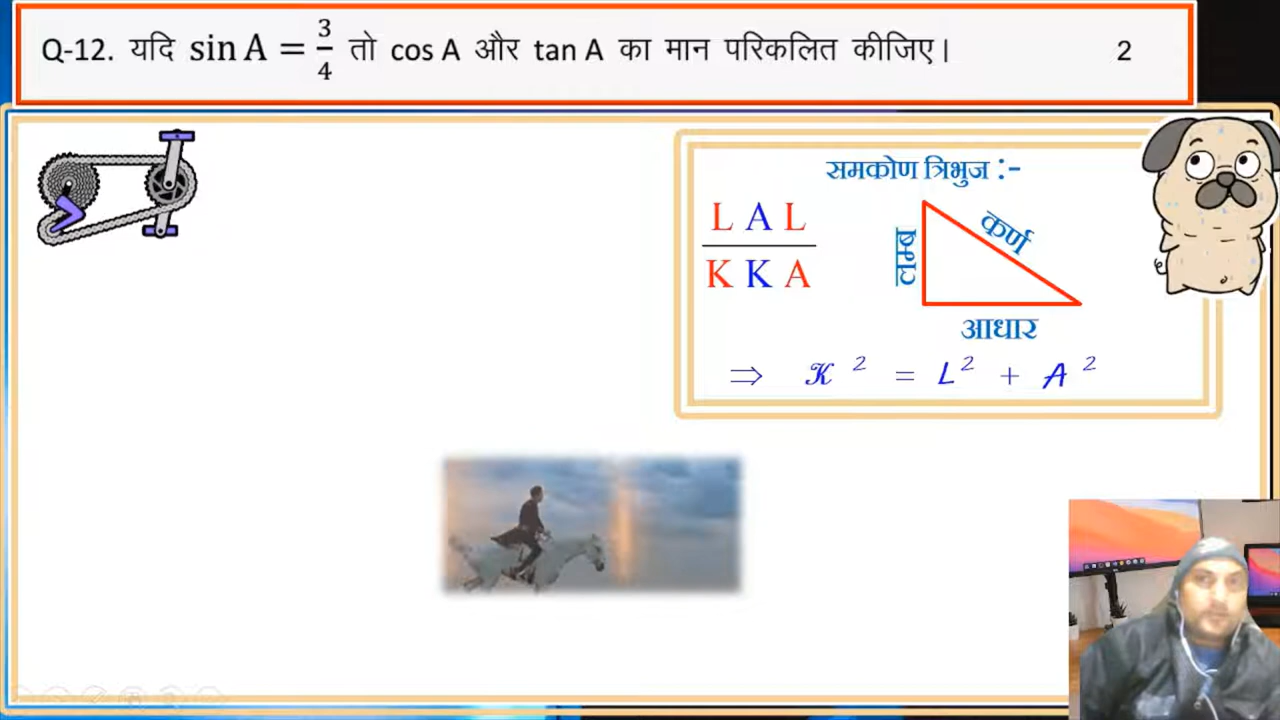 Q-12. यदि sin A = 3/4 तो cos A और tan A का मान परिकलित कीजिए। 2
समकोण त्रिभुज :-
L A L
K K A
लम्ब
कर्ण
आधार
⇒ K² = L² + A²